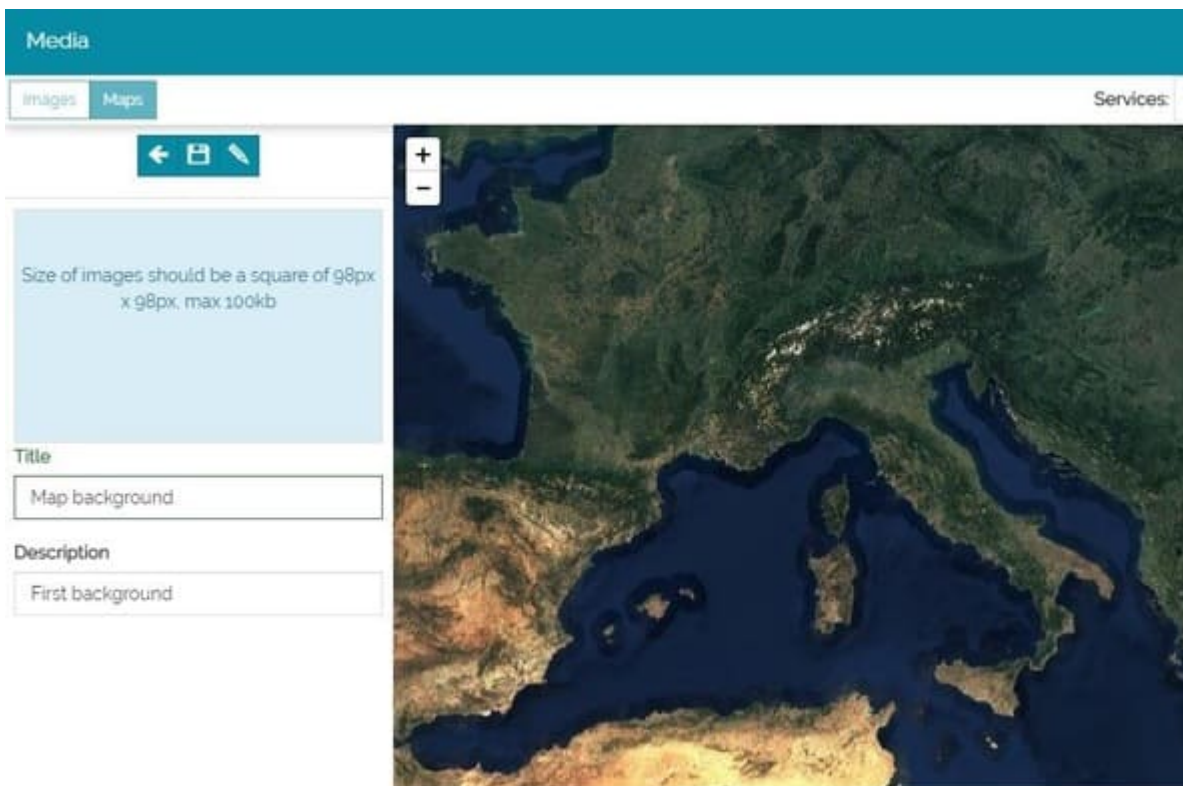 Media
Images Maps
Services:
+
−
Size of images should be a square of 98px
x 98px, max 100kb
Title
Map background
Description
First background